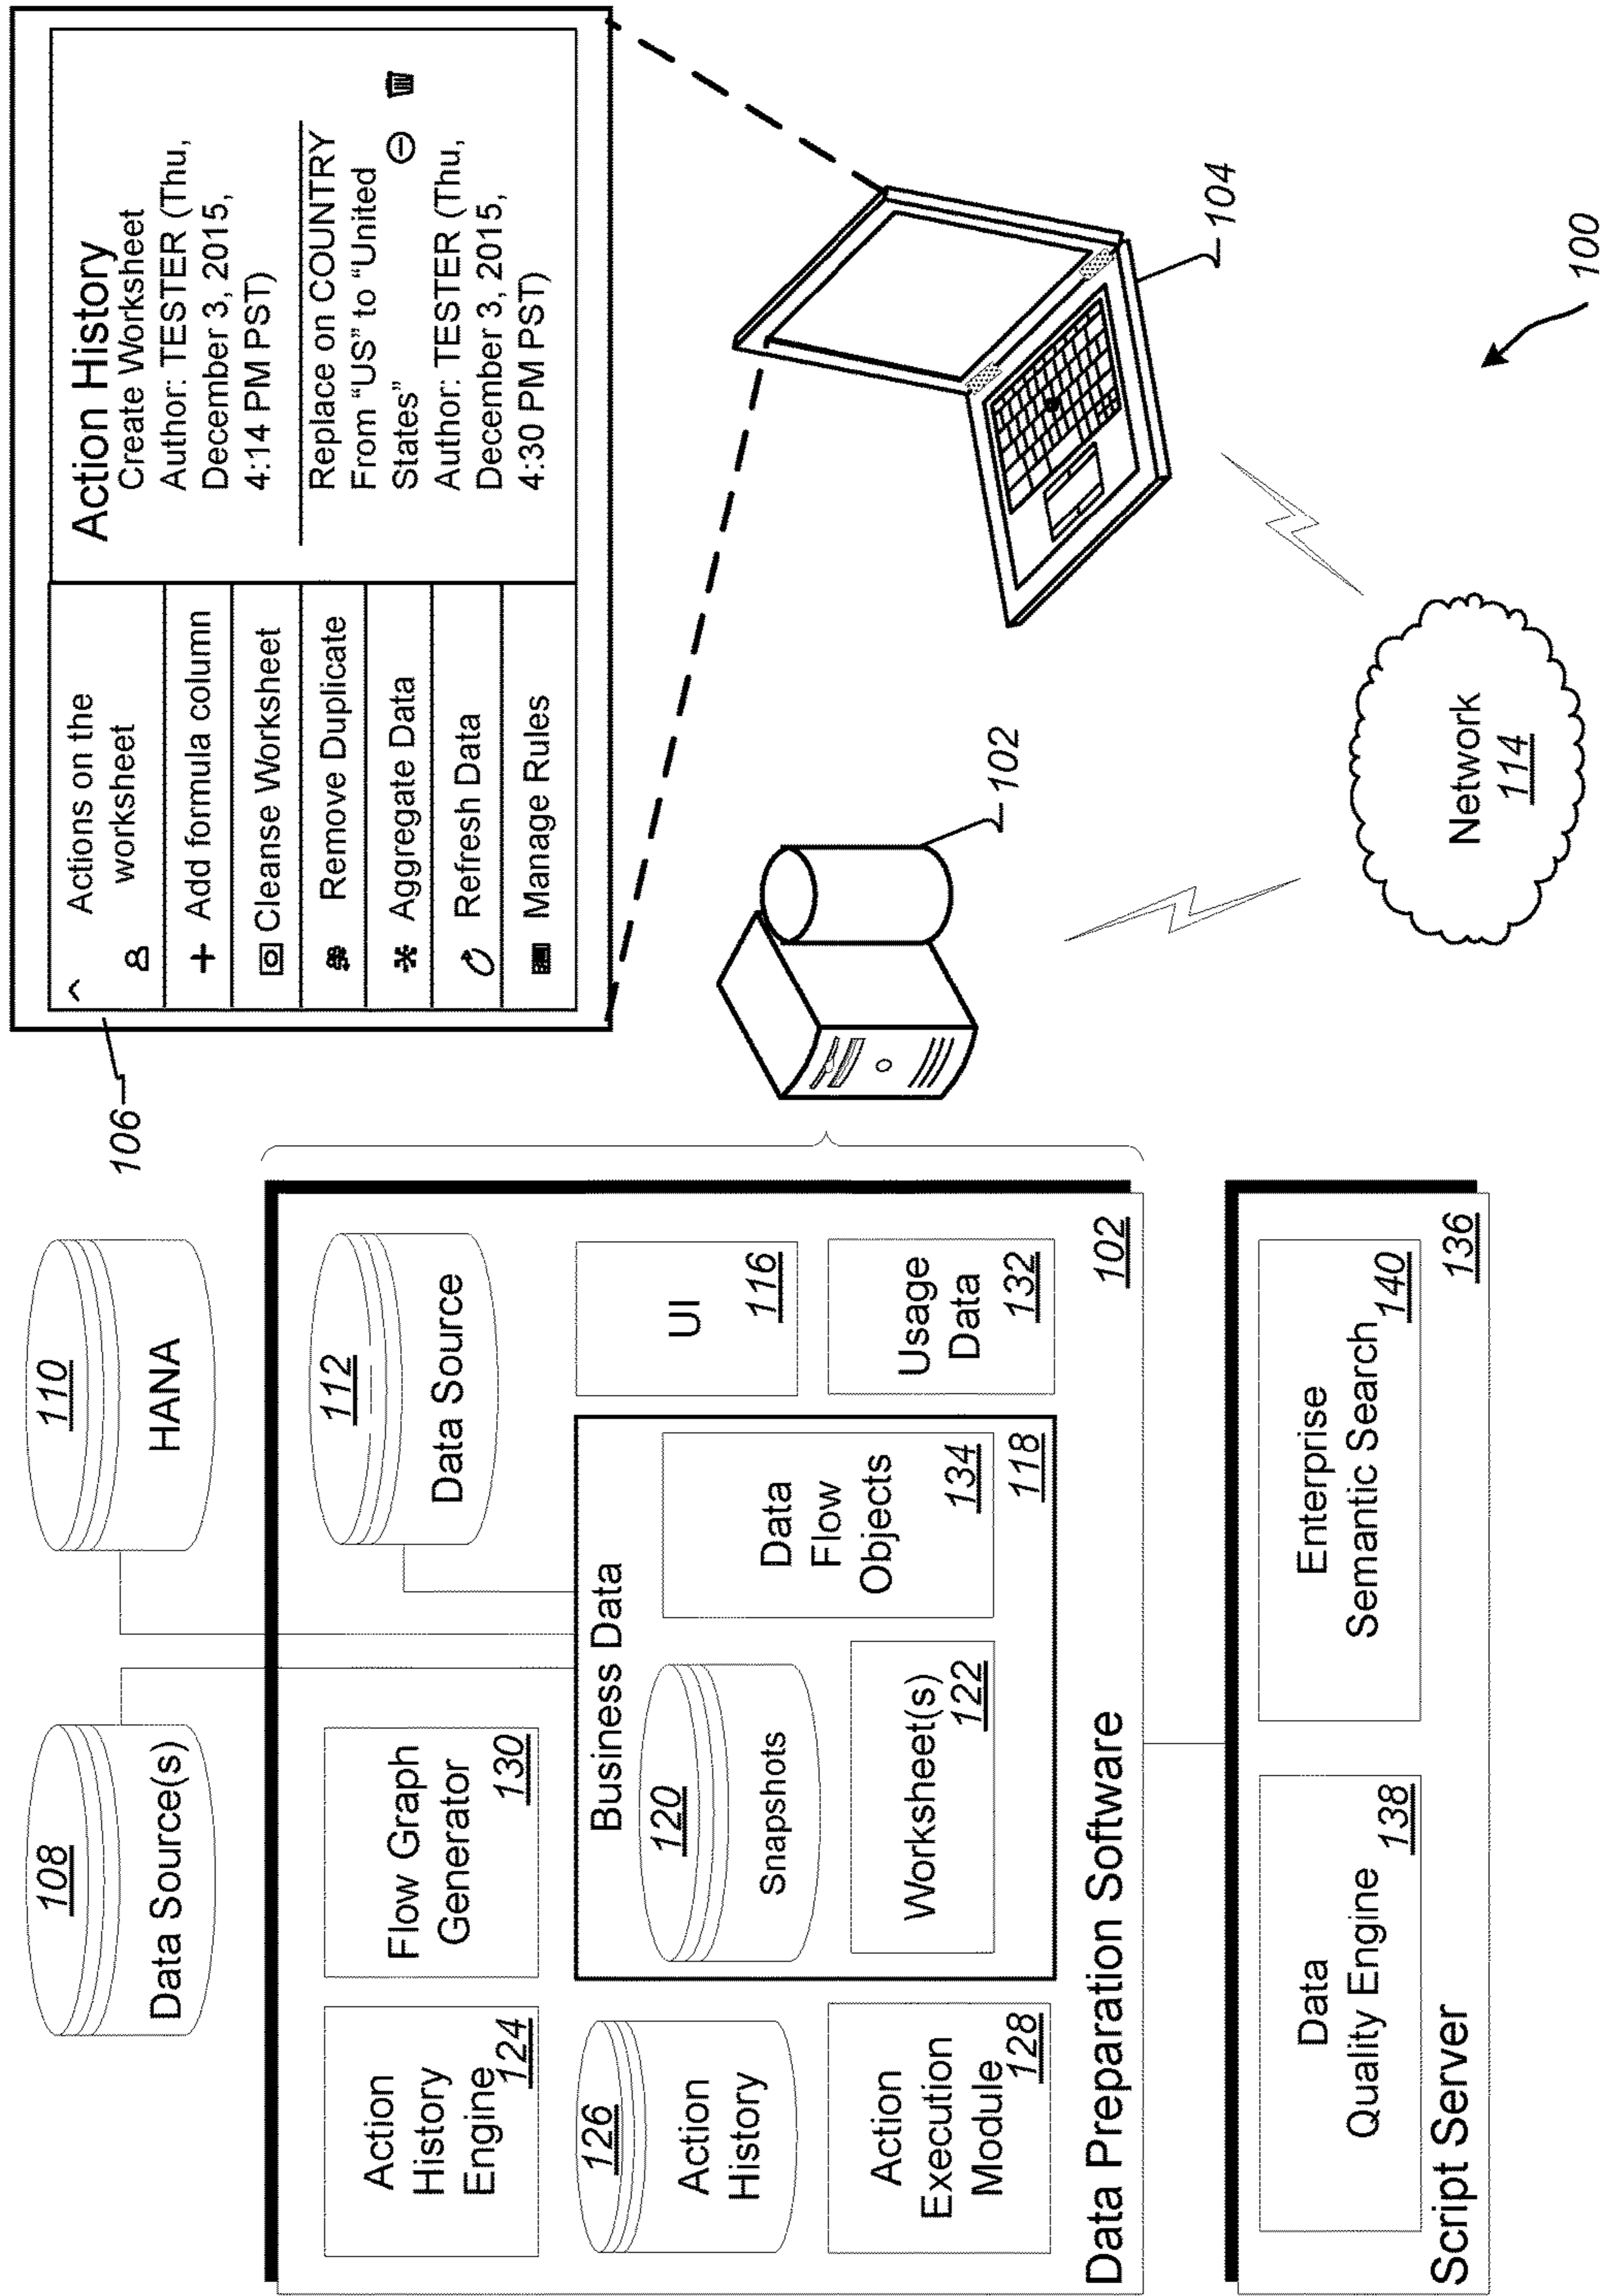 108
Data Source(s)
110
HANA
Action
History
Engine
124
Flow Graph
Generator
130
112
Data Source
126
Action
History
Action
Execution
Module
128
Business Data
120
Snapshots
Worksheet(s)
122
Data
Flow
Objects
134
118
UI
116
Usage
Data
132
Data Preparation Software
102
Data
Quality Engine
138
Enterprise
Semantic Search
140
Script Server
136
106
Actions on the
worksheet
Add formula column
Cleanse Worksheet
Remove Duplicate
Aggregate Data
Refresh Data
Manage Rules
Action History
Create Worksheet
Author: TESTER (Thu,
December 3, 2015,
4:14 PM PST)
Replace on COUNTRY
From “US” to “United
States”
Author: TESTER (Thu,
December 3, 2015,
4:30 PM PST)
102
104
Network
114
100